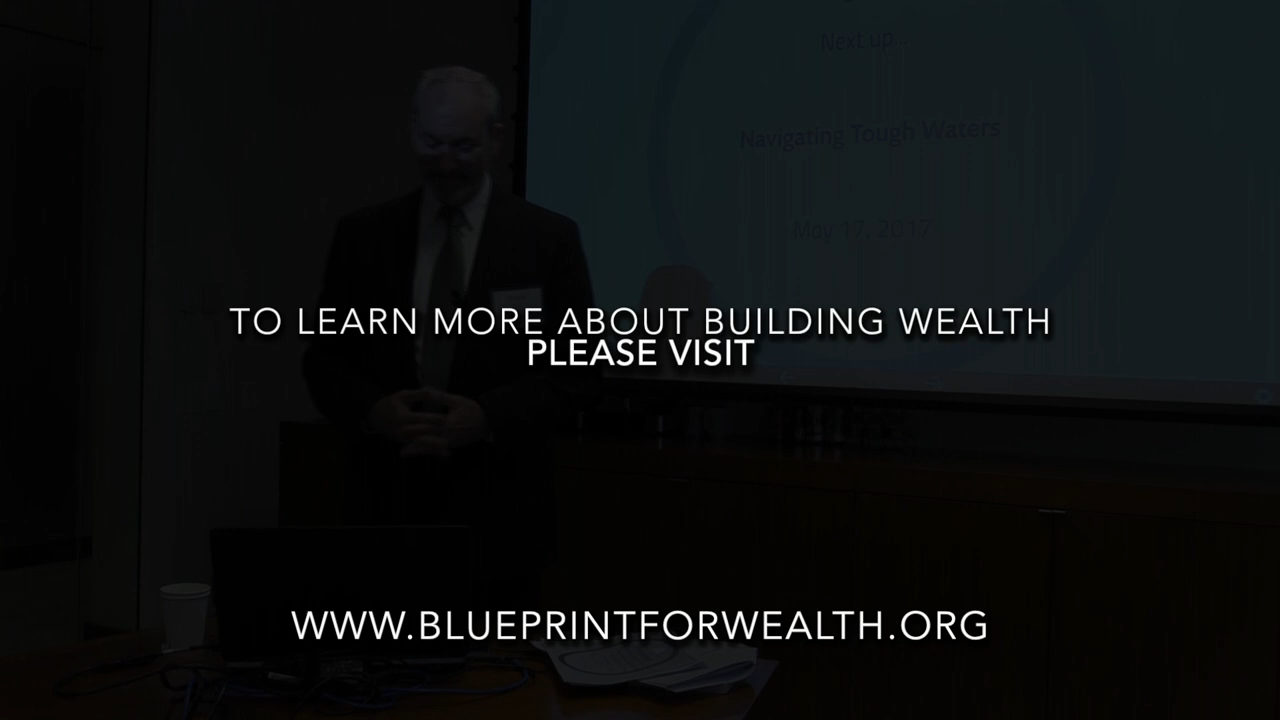 Next up...
Navigating Tough Waters
May 17, 2017
TO LEARN MORE ABOUT BUILDING WEALTH
PLEASE VISIT
WWW.BLUEPRINTFORWEALTH.ORG